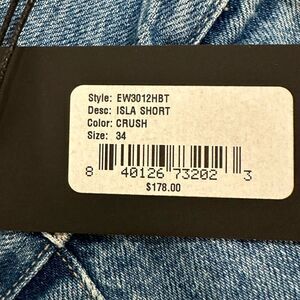 Style: EW3012HBT
Desc: ISLA SHORT
Color: CRUSH
Size: 34
8 40126 73202 3
$178.00